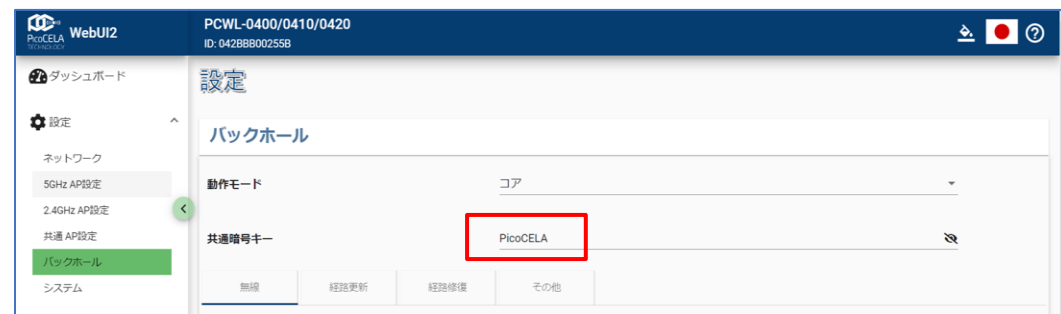 PicoCELA
TECHNOLOGY
WebUI2
PCWL-0400/0410/0420
ID: 042BBB00255B
ダッシュボード
設定
ネットワーク
5GHz AP設定
2.4GHz AP設定
共通 AP設定
バックホール
システム
設定
バックホール
動作モード
コア
共通暗号キー
PicoCELA
無線
経路更新
経路修復
その他